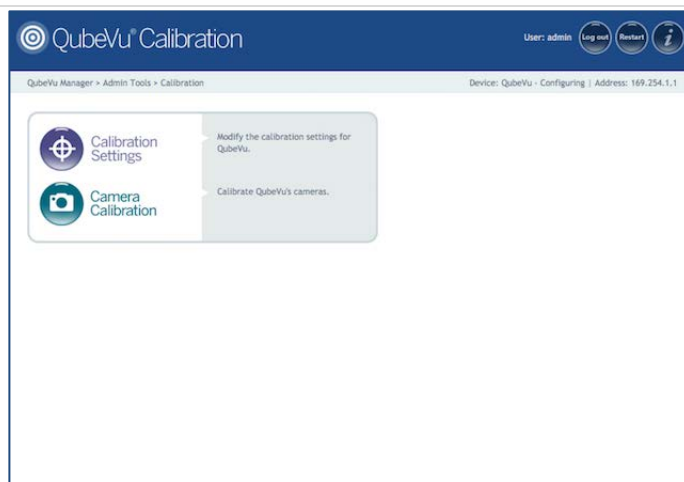 QubeVu® Calibration
User: admin
Log out
Restart
i
QubeVu Manager > Admin Tools > Calibration
Device: QubeVu - Configuring | Address: 169.254.1.1
Calibration
Settings
Modify the calibration settings for
QubeVu.
Camera
Calibration
Calibrate QubeVu's cameras.